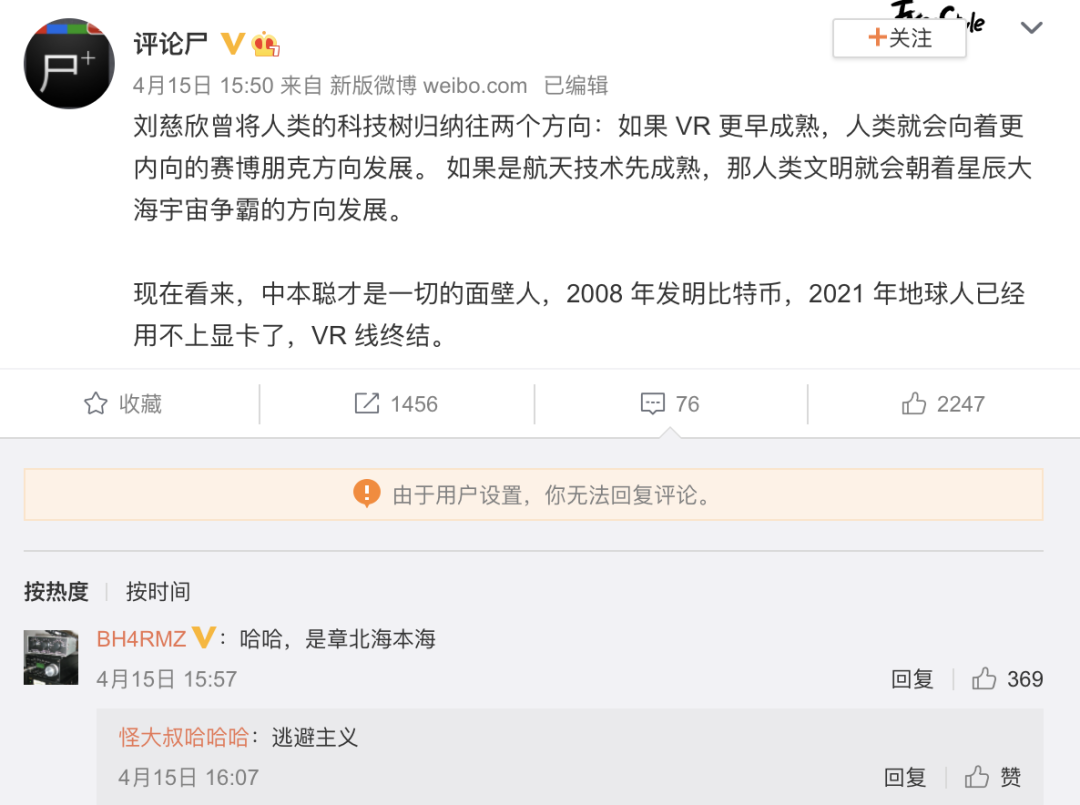 评论尸
+关注
4月15日 15:50 来自 新版微博 weibo.com 已编辑
刘慈欣曾将人类的科技树归纳往两个方向：如果 VR 更早成熟，人类就会向着更
内向的赛博朋克方向发展。 如果是航天技术先成熟，那人类文明就会朝着星辰大
海宇宙争霸的方向发展。
现在看来，中本聪才是一切的面壁人，2008 年发明比特币，2021 年地球人已经
用不上显卡了，VR 线终结。
收藏 1456 76 2247
由于用户设置，你无法回复评论。
按热度 按时间
BH4RMZ：哈哈，是章北海本海
4月15日 15:57 回复 369
怪大叔哈哈哈：逃避主义
4月15日 16:07 回复 赞